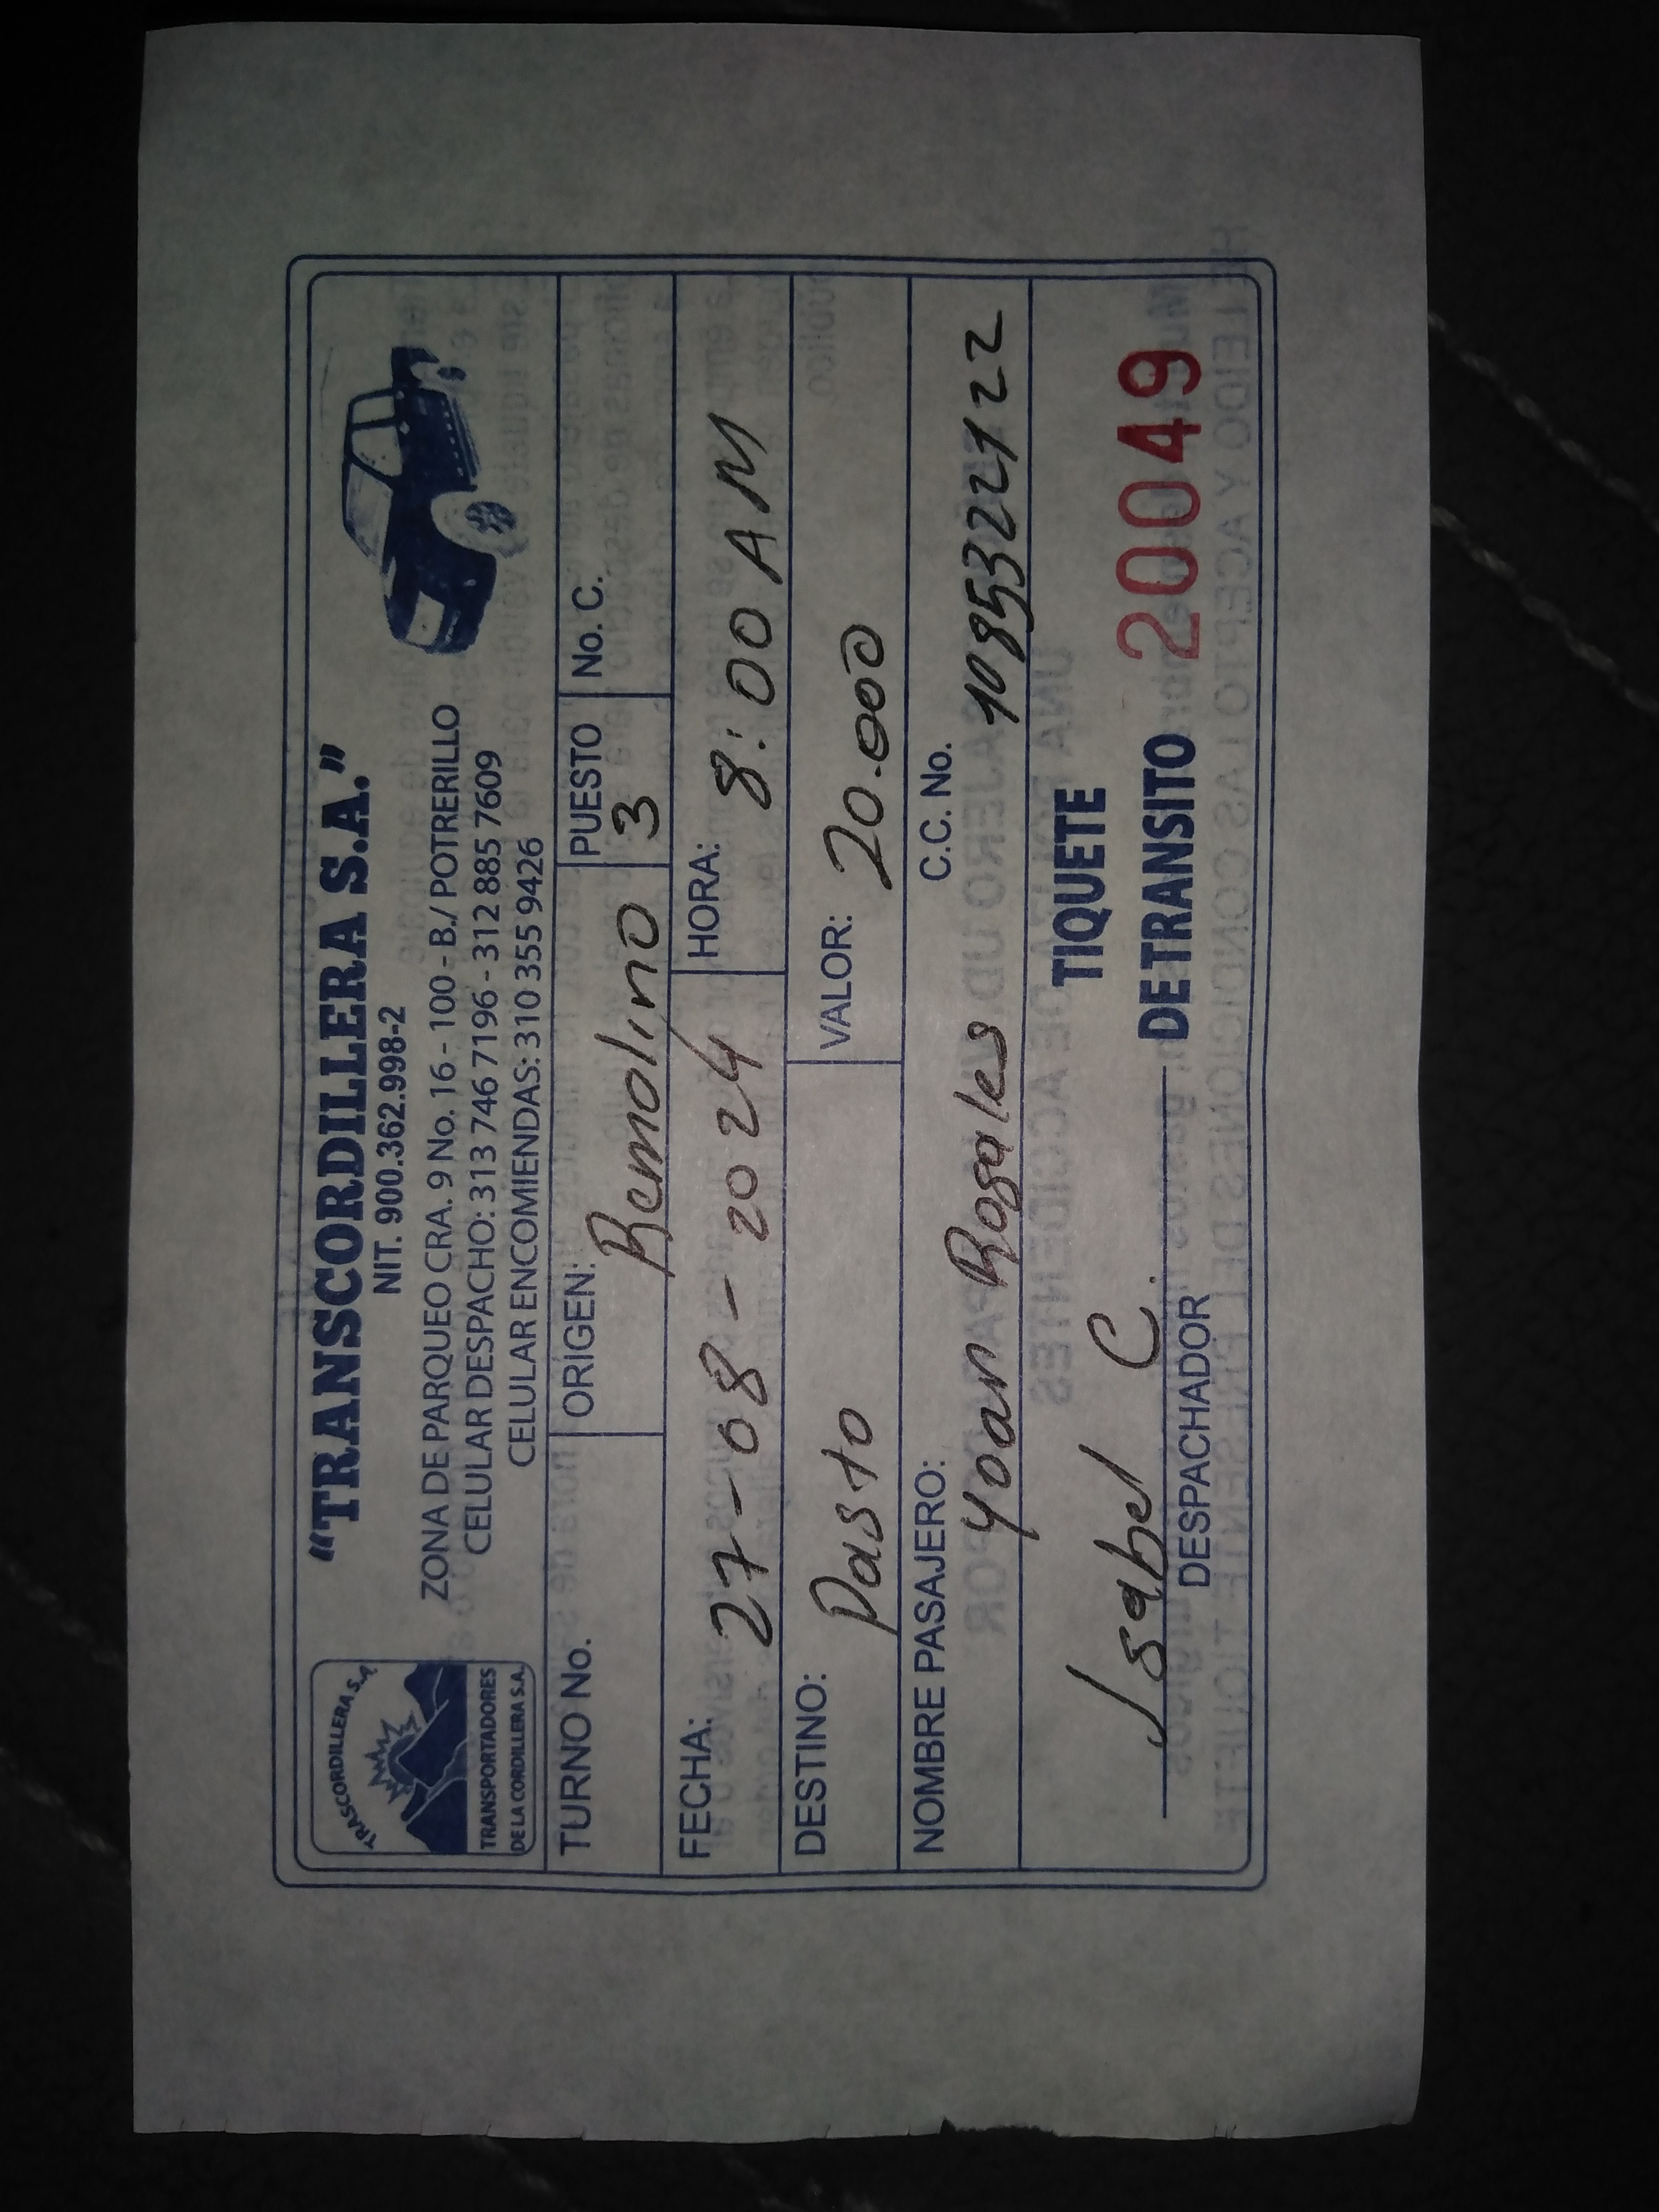 "TRANSCORDILLERA S.A."
NIT. 900.362.998-2
ZONA DE PARQUEO CRA. 9 No. 16 - 100 - B./ POTRERILLO
CELULAR DESPACHO: 313 746 7196 - 312 885 7609
CELULAR ENCOMIENDAS: 310 355 9426
TRASCORDILLERA S.A.
TRANSPORTADORES
DE LA CORDILLERA S.A.
TURNO No. ORIGEN: Remolino PUESTO 3 No. C.
FECHA: 27-08-2024 HORA: 8:00 AM
DESTINO: Pasto VALOR: 20.000
NOMBRE PASAJERO: Yoan Rosales C.C. No. 1085322122
Isabel C.
DESPACHADOR
TIQUETE
DE TRANSITO 20049